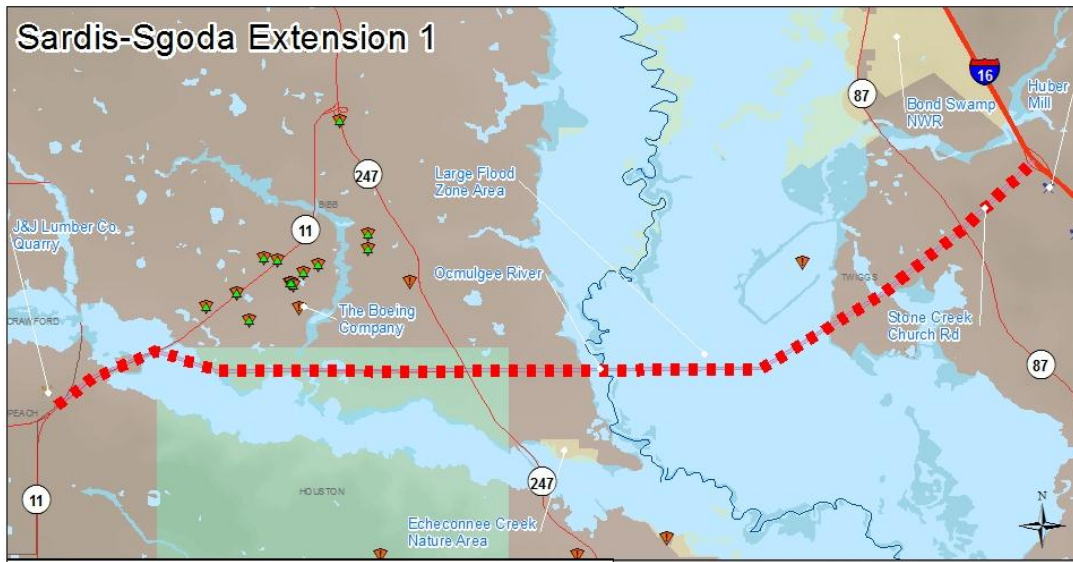 Sardis-Sgoda Extension 1
16
Huber
Mill
87
Bond Swamp
NWR
247
Large Flood
Zone Area
BIBB
J&J Lumber Co.
Quarry
11
Ocmulgee River
TWIGGS
The Boeing
Company
Stone Creek
Church Rd
CRAWFORD
87
PEACH
11
HOUSTON
247
Echeconnee Creek
Nature Area
N